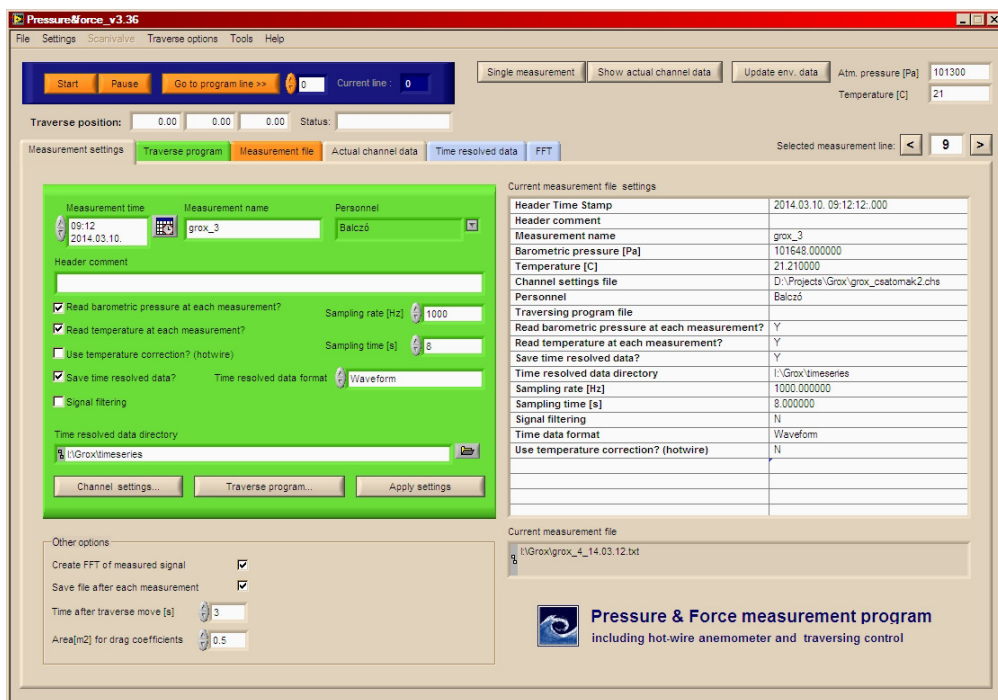 Pressure&force_v3.36
File Settings Scanivalve Traverse options Tools Help
Start Pause Go to program line >> 0 Current line : 0
Single measurement Show actual channel data Update env. data Atm. pressure [Pa] 101300
Temperature [C] 21
Traverse position: 0.00 0.00 0.00 Status:
Measurement settings Traverse program Measurement file Actual channel data Time resolved data FFT
Selected measurement line: < 9 >
Measurement time Measurement name Personnel
09:12
2014.03.10.
grox_3
Balczó
Header comment
Read barometric pressure at each measurement?
Sampling rate [Hz] 1000
Read temperature at each measurement?
Sampling time [s] 8
Use temperature correction? (hotwire)
Save time resolved data? Time resolved data format Waveform
Signal filtering
Time resolved data directory
I:\Grox\timeseries
Channel settings... Traverse program... Apply settings
Other options
Create FFT of measured signal
Save file after each measurement
Time after traverse move [s] 3
Area[m2] for drag coefficients 0.5
Current measurement file settings
Header Time Stamp 2014.03.10. 09:12:12:.000
Header comment
Measurement name grox_3
Barometric pressure [Pa] 101648.000000
Temperature [C] 21.210000
Channel settings file D:\Projects\Grox\grox_csatornak2.chs
Personnel Balczó
Traversing program file
Read barometric pressure at each measurement? Y
Read temperature at each measurement? Y
Save time resolved data? Y
Time resolved data directory I:\Grox\timeseries
Sampling rate [Hz] 1000.000000
Sampling time [s] 8.000000
Signal filtering N
Time data format Waveform
Use temperature correction? (hotwire) N
Current measurement file
I:\Grox\grox_4_14.03.12.txt
Pressure & Force measurement program
including hot-wire anemometer and traversing control